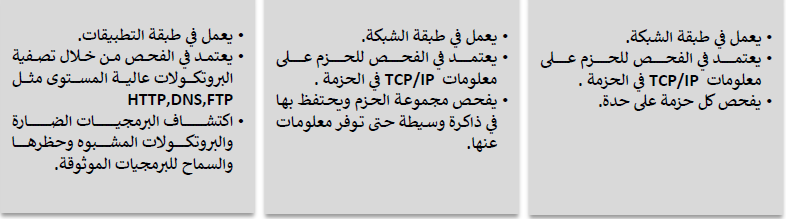 • يعمل في طبقة الشبكة.
• يعتمد في الفحص للحزم على
معلومات TCP/IP في الحزمة .
• يفحص كل حزمة على حدة.
• يعمل في طبقة الشبكة.
• يعتمد في الفحص للحزم على
معلومات TCP/IP في الحزمة .
• يفحص مجموعة الحزم ويحتفظ بها
في ذاكرة وسيطة حتى توفر معلومات
عنها.
• يعمل في طبقة التطبيقات.
• يعتمد في الفحص من خلال تصفية
البروتكولات عالية المستوى مثل
HTTP,DNS,FTP
• اكتشاف البرمجيات الضارة
والبروتكولات المشبوه وحظرها
والسماح للبرمجيات الموثوقة.